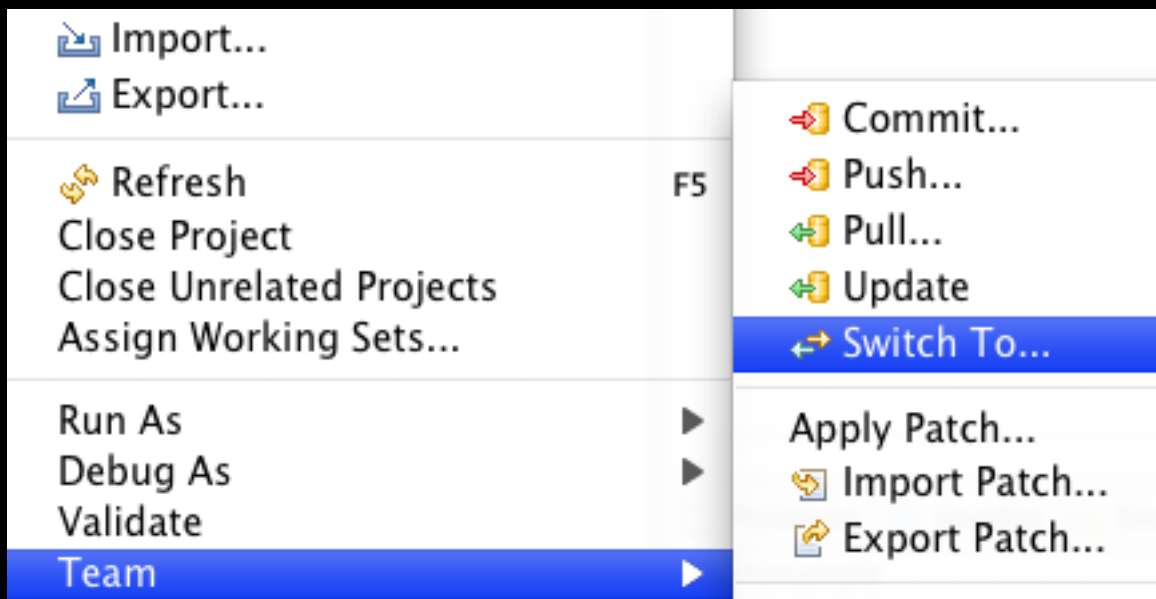 Import...
Export...
Refresh F5
Close Project
Close Unrelated Projects
Assign Working Sets...
Run As
Debug As
Validate
Team
Commit...
Push...
Pull...
Update
Switch To...
Apply Patch...
Import Patch...
Export Patch...